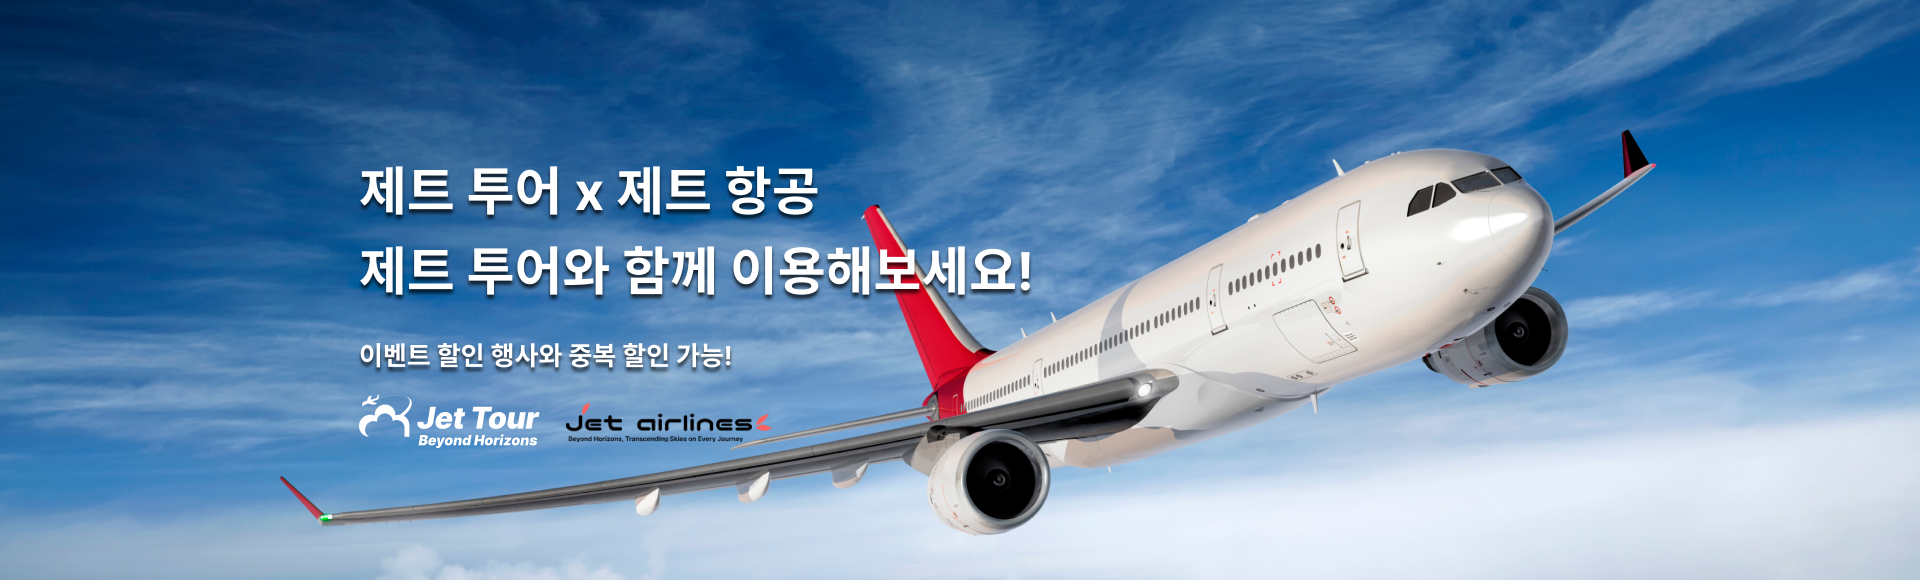 제트 투어 x 제트 항공
제트 투어와 함께 이용해보세요!
이벤트 할인 행사와 중복 할인 가능!
Jet Tour
Beyond Horizons
Jet airlines
Beyond Horizons, Transcending Skies on Every Journey